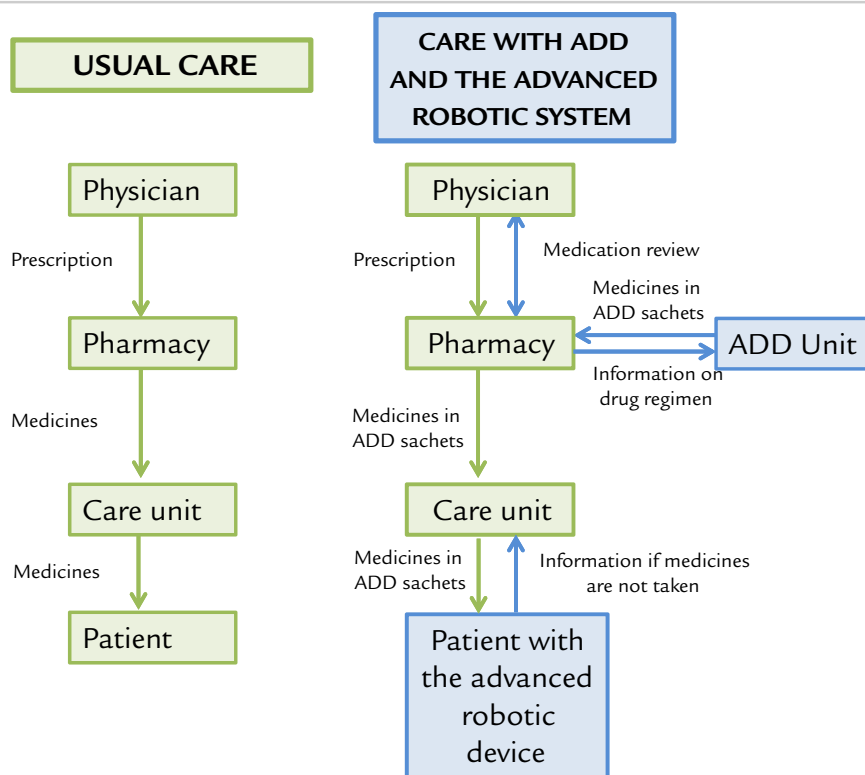 USUAL CARE
Physician
Prescription
Pharmacy
Medicines
Care unit
Medicines
Patient
CARE WITH ADD
AND THE ADVANCED
ROBOTIC SYSTEM
Physician
Prescription
Medication review
Medicines in
ADD sachets
Pharmacy
ADD Unit
Information on
drug regimen
Medicines in
ADD sachets
Care unit
Medicines in
ADD sachets
Information if medicines
are not taken
Patient with
the advanced
robotic
device